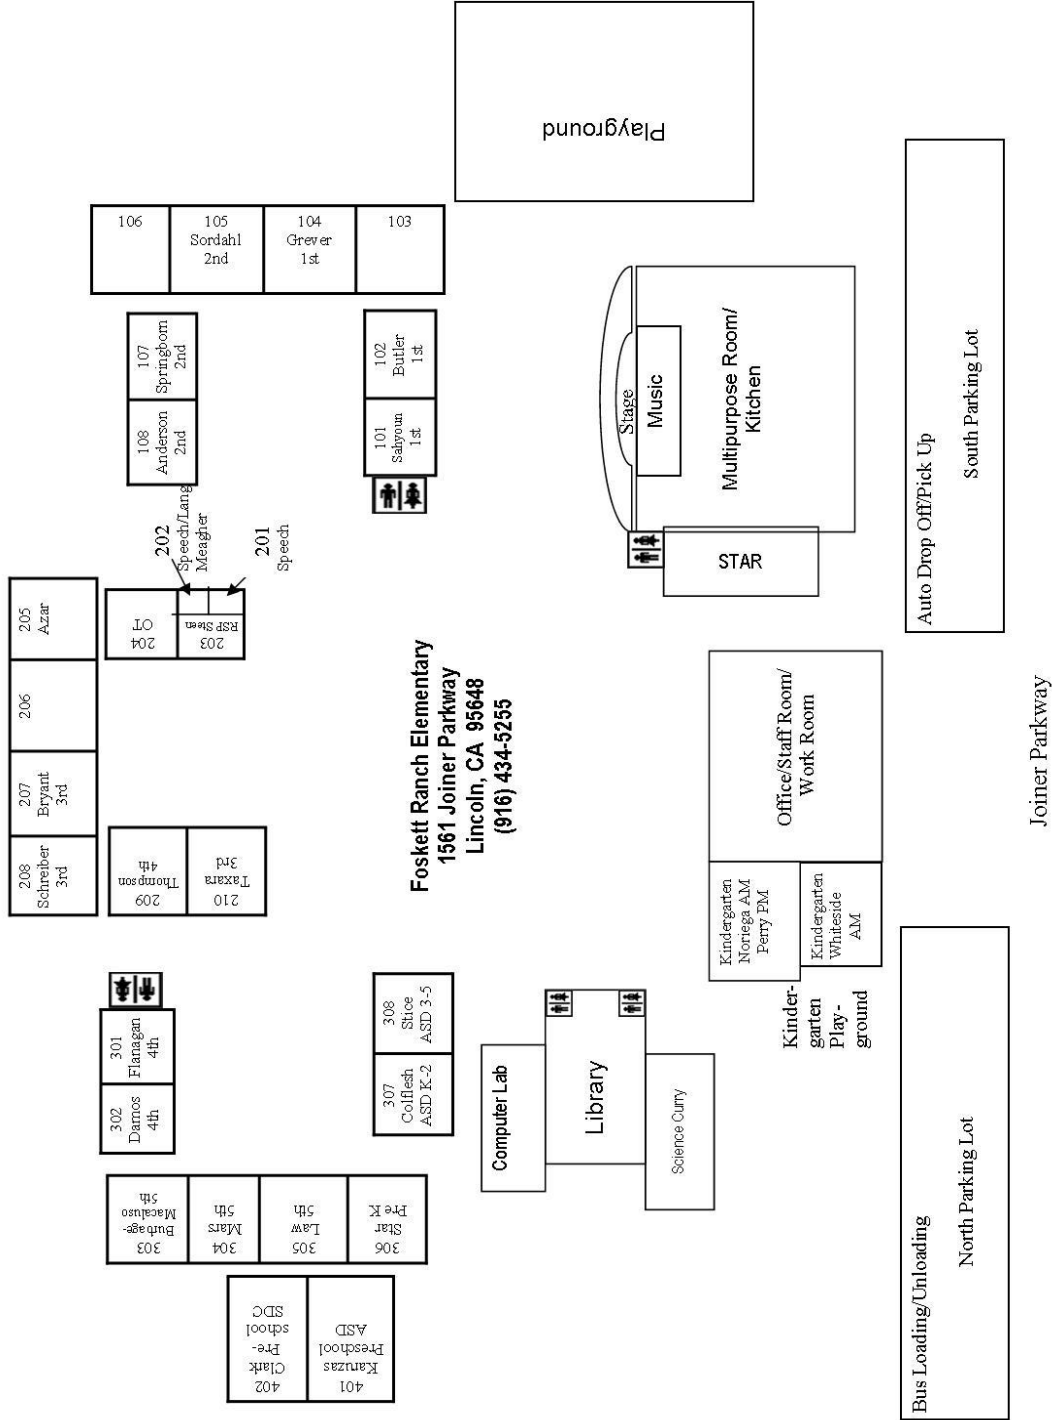 Playground
106
105
Sordahl
2nd
104
Grever
1st
103
107
Springborn
2nd
108
Anderson
2nd
102
Butler
1st
101
Sahyoun
1st
202
Speech/Lang
Meagher
201
Speech
205
Azar
206
207
Bryant
3rd
208
Schreiber
3rd
204
OT
203
RSP Steen
209
Thompson
4th
210
Taxara
3rd
Foskett Ranch Elementary
1561 Joiner Parkway
Lincoln, CA 95648
(916) 434-5255
Stage
Music
Multipurpose Room/
Kitchen
STAR
Auto Drop Off/Pick Up
South Parking Lot
Office/Staff Room/
Work Room
Kindergarten
Noriega AM
Perry PM
Kindergarten
Whiteside
AM
Kinder-
garten
Play-
ground
Joiner Parkway
301
Flanagan
4th
302
Damos
4th
308
Stice
ASD 3-5
307
Colflesh
ASD K-2
Computer Lab
Library
Science Curry
303
Burbage-
Macaluso
5th
304
Mars
5th
305
Law
5th
306
Star
Pre K
402
Clark
Pre-
school
SDC
401
Karuzas
Preschool
ASD
Bus Loading/Unloading
North Parking Lot